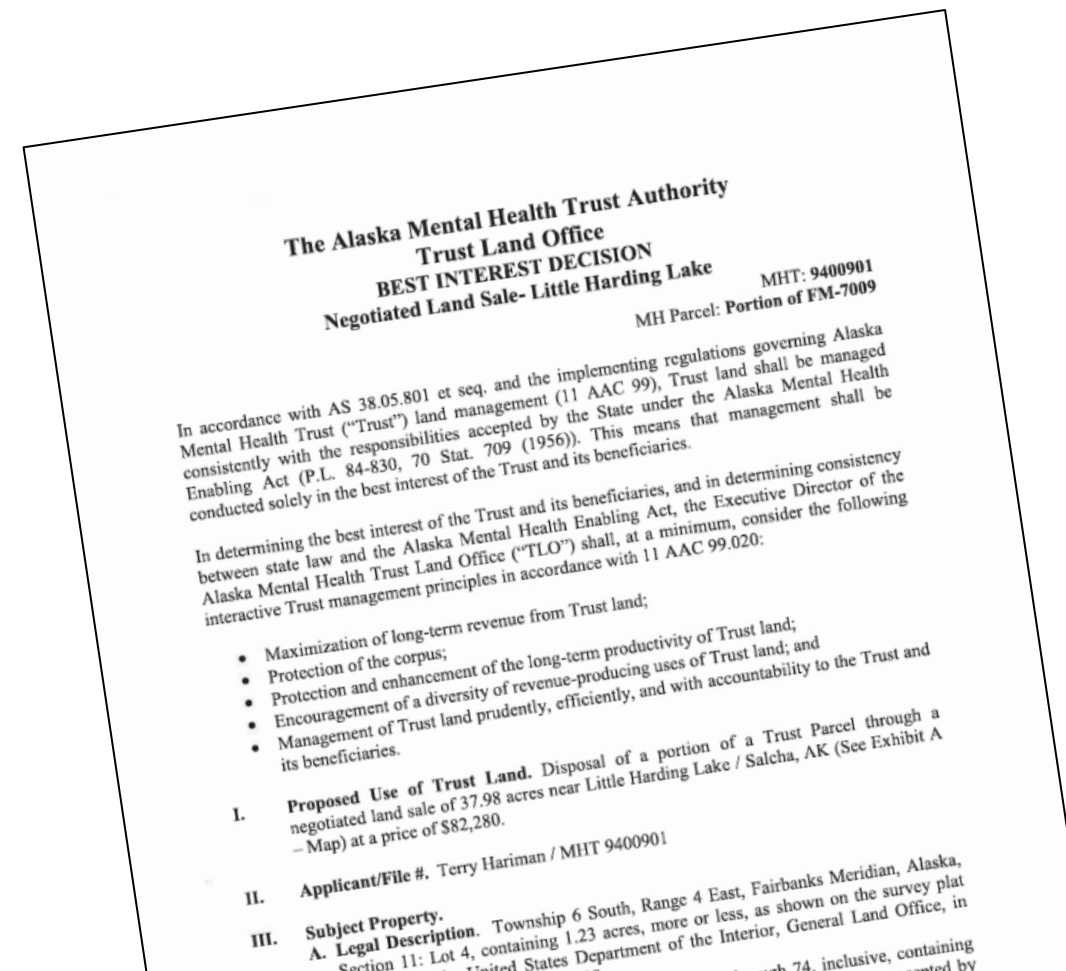 The Alaska Mental Health Trust Authority
Trust Land Office
BEST INTEREST DECISION
Negotiated Land Sale- Little Harding Lake
MHT: 9400901
MH Parcel: Portion of FM-7009
In accordance with AS 38.05.801 et seq. and the implementing regulations governing Alaska
Mental Health Trust (“Trust”) land management (11 AAC 99), Trust land shall be managed
consistently with the responsibilities accepted by the State under the Alaska Mental Health
Enabling Act (P.L. 84-830, 70 Stat. 709 (1956)). This means that management shall be
conducted solely in the best interest of the Trust and its beneficiaries.
In determining the best interest of the Trust and its beneficiaries, and in determining consistency
between state law and the Alaska Mental Health Enabling Act, the Executive Director of the
Alaska Mental Health Trust Land Office (“TLO”) shall, at a minimum, consider the following
interactive Trust management principles in accordance with 11 AAC 99.020:
• Maximization of long-term revenue from Trust land;
• Protection of the corpus;
• Protection and enhancement of the long-term productivity of Trust land;
• Encouragement of a diversity of revenue-producing uses of Trust land; and
• Management of Trust land prudently, efficiently, and with accountability to the Trust and
its beneficiaries.
I. Proposed Use of Trust Land. Disposal of a portion of a Trust Parcel through a
negotiated land sale of 37.98 acres near Little Harding Lake / Salcha, AK (See Exhibit A
– Map) at a price of $82,280.
II. Applicant/File #. Terry Hariman / MHT 9400901
III. Subject Property.
A. Legal Description. Township 6 South, Range 4 East, Fairbanks Meridian, Alaska,
Section 11: Lot 4, containing 1.23 acres, more or less, as shown on the survey plat
United States Department of the Interior, General Land Office, in
74, inclusive, containing
by